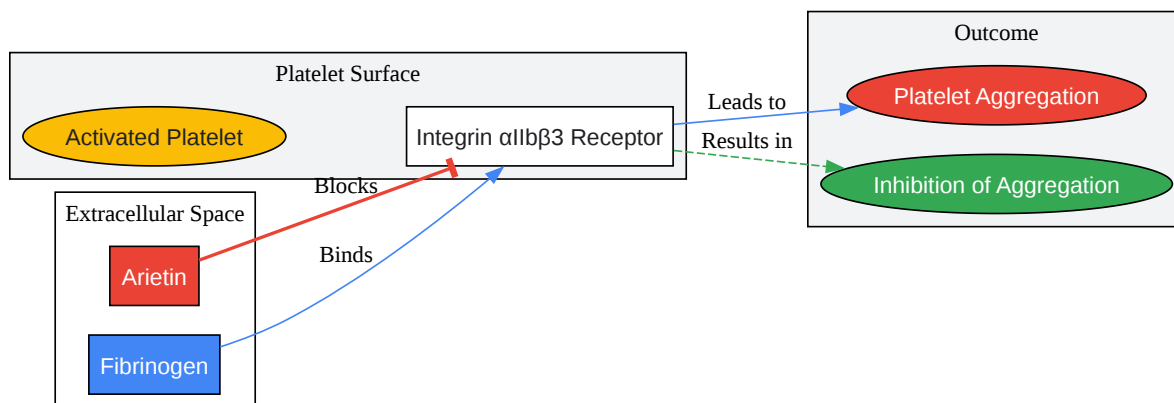 Platelet Surface
Activated Platelet
Integrin αIIbβ3 Receptor
Extracellular Space
Arietin
Fibrinogen
Blocks
Binds
Leads to
Results in
Outcome
Platelet Aggregation
Inhibition of Aggregation